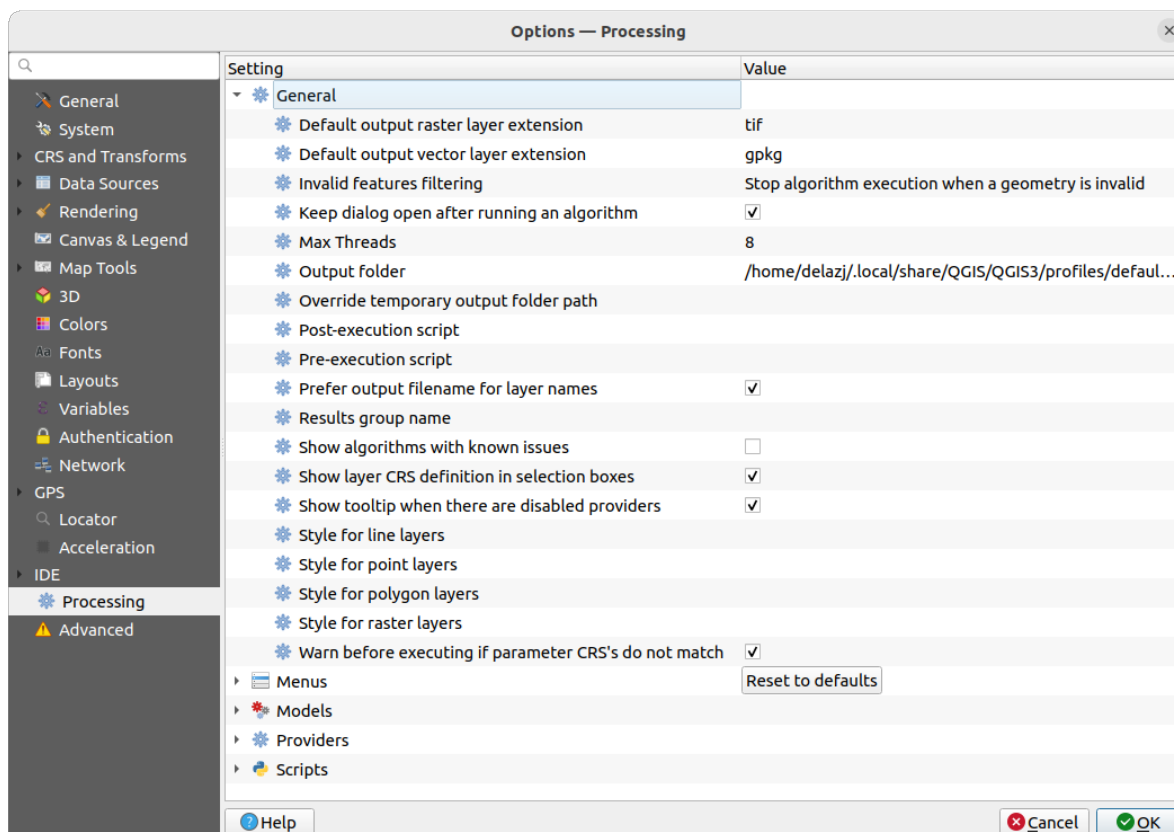 Options — Processing
Setting
Value
General
System
CRS and Transforms
Data Sources
Rendering
Canvas & Legend
Map Tools
3D
Colors
Fonts
Layouts
Variables
Authentication
Network
GPS
Locator
Acceleration
IDE
Processing
Advanced
General
Default output raster layer extension tif
Default output vector layer extension gpkg
Invalid features filtering Stop algorithm execution when a geometry is invalid
Keep dialog open after running an algorithm
Max Threads 8
Output folder /home/delazj/.local/share/QGIS/QGIS3/profiles/defaul…
Override temporary output folder path
Post-execution script
Pre-execution script
Prefer output filename for layer names
Results group name
Show algorithms with known issues
Show layer CRS definition in selection boxes
Show tooltip when there are disabled providers
Style for line layers
Style for point layers
Style for polygon layers
Style for raster layers
Warn before executing if parameter CRS's do not match
Menus Reset to defaults
Models
Providers
Scripts
Help
Cancel
OK